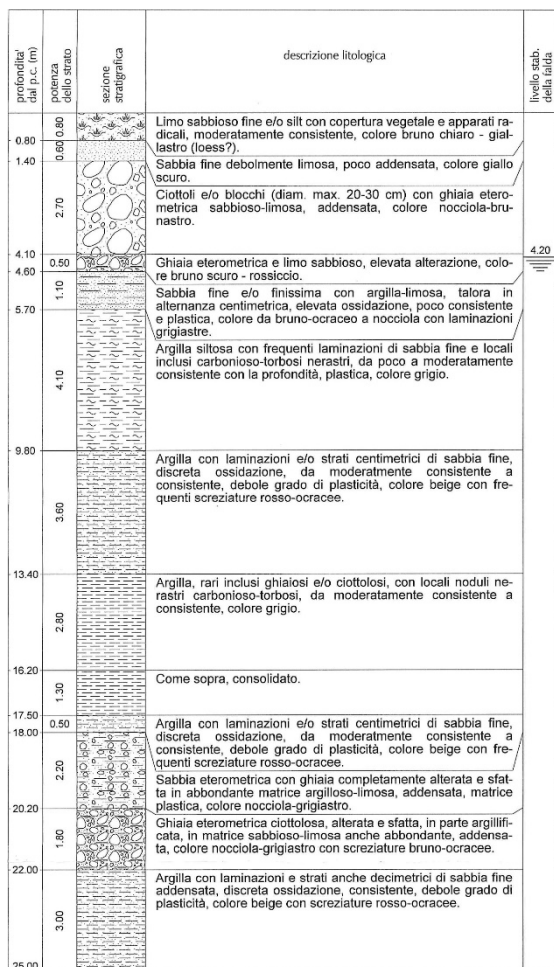 profondita' dal p.c. (m)
potenza dello strato
sezione stratigrafica
descrizione litologica
livello stab. della falda
0.80
Limo sabbioso fine e/o silt con copertura vegetale e apparati ra-
dicali, moderatamente consistente, colore bruno chiaro - gial-
lastro (loess?).
0.80
0.60
1.40
Sabbia fine debolmente limosa, poco addensata, colore giallo
scuro.
2.70
Ciottoli e/o blocchi (diam. max. 20-30 cm) con ghiaia etero-
metrica sabbioso-limosa, addensata, colore nocciola-bru-
nastro.
4.10
4.20
0.50
Ghiaia eterometrica e limo sabbioso, elevata alterazione, colo-
re bruno scuro - rossiccio.
4.60
1.10
Sabbia fine e/o finissima con argilla-limosa, talora in
alternanza centimetrica, elevata ossidazione, poco consistente
e plastica, colore da bruno-ocraceo a nocciola con laminazioni
grigiastre.
5.70
4.10
Argilla siltosa con frequenti laminazioni di sabbia fine e locali
inclusi carbonioso-torbosi nerastri, da poco a moderatamente
consistente con la profondità, plastica, colore grigio.
9.80
3.60
Argilla con laminazioni e/o strati centimetrici di sabbia fine,
discreta ossidazione, da moderatmente consistente a
consistente, debole grado di plasticità, colore beige con fre-
quenti screziature rosso-ocracee.
13.40
2.80
Argilla, rari inclusi ghiaiosi e/o ciottolosi, con locali noduli ne-
rastri carbonioso-torbosi, da moderatamente consistente a
consistente, colore grigio.
16.20
1.30
Come sopra, consolidato.
17.50
0.50
Argilla con laminazioni e/o strati centimetrici di sabbia fine,
discreta ossidazione, da moderatmente consistente a
consistente, debole grado di plasticità, colore beige con fre-
quenti screziature rosso-ocracee.
18.00
2.20
Sabbia eterometrica con ghiaia completamente alterata e sfat-
ta in abbondante matrice argilloso-limosa, addensata, matrice
plastica, colore nocciola-grigiastro.
20.20
1.80
Ghiaia eterometrica ciottolosa, alterata e sfatta, in parte argillif-
icata, in matrice sabbioso-limosa anche abbondante, addensa-
ta, colore nocciola-grigiastro con screziature bruno-ocracee.
22.00
3.00
Argilla con laminazioni e strati anche decimetrici di sabbia fine
addensata, discreta ossidazione, consistente, debole grado di
plasticità, colore beige con screziature rosso-ocracee.
25.00